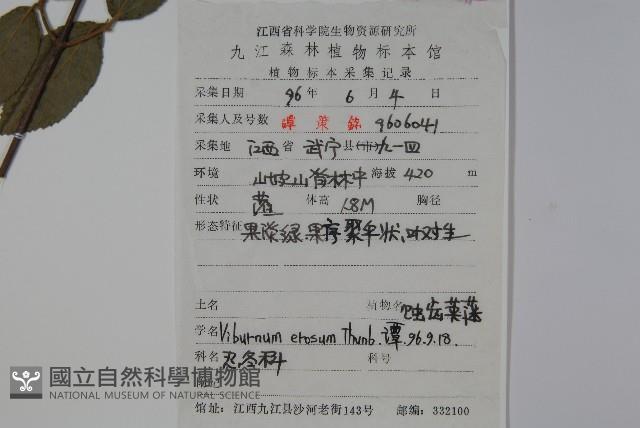 江西省科学院生物资源研究所
九江森林植物标本馆
植物标本采集记录
采集日期 96年 6月 4日
采集人及号数 谭策铭 9606041
采集地 江西省 武宁县(市)九一四
环境 山坡山脊林中 海拔 420 m
性状 灌 体高 1.8M 胸径
形态特征 果除绿.果序聚伞状,叶对生
土名 植物名 蚀齿荚蒾
学名 Viburnum erosum Thunb. 谭.96.9.18.
科名 忍冬科 科号
附记
國立自然科學博物館
NATIONAL MUSEUM OF NATURAL SCIENCE
馆址:江西九江县沙河老街143号 邮编:332100